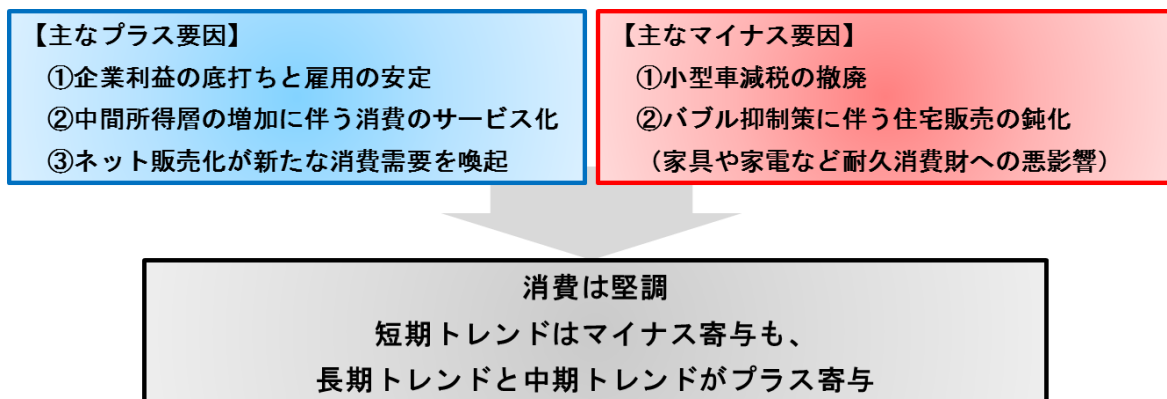 【主なプラス要因】
①企業利益の底打ちと雇用の安定
②中間所得層の増加に伴う消費のサービス化
③ネット販売化が新たな消費需要を喚起
【主なマイナス要因】
①小型車減税の撤廃
②バブル抑制策に伴う住宅販売の鈍化
（家具や家電など耐久消費財への悪影響）
消費は堅調
短期トレンドはマイナス寄与も、
長期トレンドと中期トレンドがプラス寄与